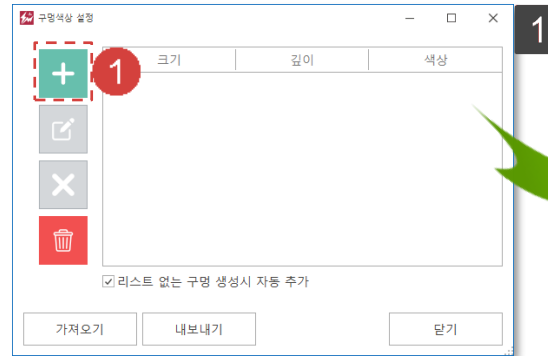 구멍색상 설정
1
1
크기 깊이 색상
리스트 없는 구멍 생성시 자동 추가
가져오기 내보내기 닫기